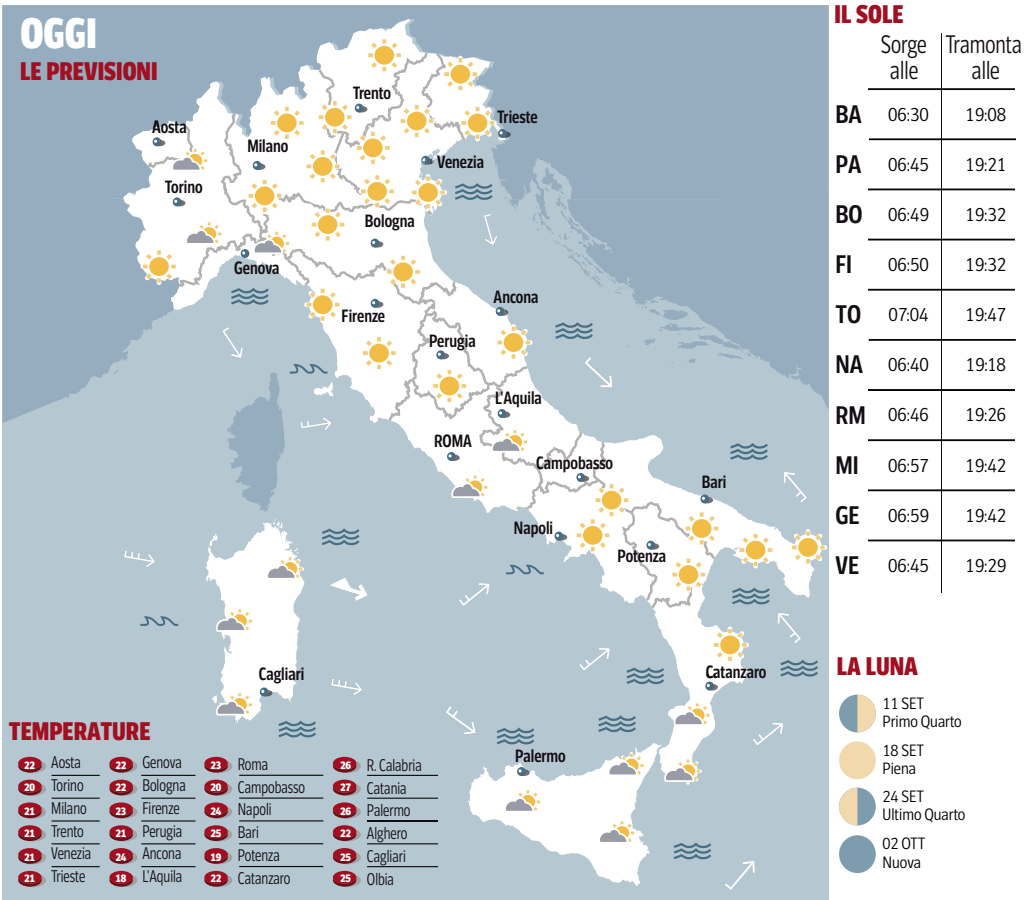 OGGI
LE PREVISIONI
Trento
Trieste
Aosta
Milano
Venezia
Torino
Bologna
Genova
Ancona
Firenze
Perugia
L'Aquila
ROMA
Campobasso
Bari
Napoli
Potenza
Cagliari
Catanzaro
Palermo
TEMPERATURE
22 Aosta
20 Torino
21 Milano
21 Trento
21 Venezia
21 Trieste
22 Genova
22 Bologna
23 Firenze
21 Perugia
24 Ancona
18 L'Aquila
23 Roma
20 Campobasso
24 Napoli
25 Bari
19 Potenza
22 Catanzaro
26 R. Calabria
27 Catania
26 Palermo
22 Alghero
25 Cagliari
25 Olbia
IL SOLE
Sorge Tramonta
alle alle
BA 06:30 19:08
PA 06:45 19:21
BO 06:49 19:32
FI 06:50 19:32
TO 07:04 19:47
NA 06:40 19:18
RM 06:46 19:26
MI 06:57 19:42
GE 06:59 19:42
VE 06:45 19:29
LA LUNA
11 SET
Primo Quarto
18 SET
Piena
24 SET
Ultimo Quarto
02 OTT
Nuova